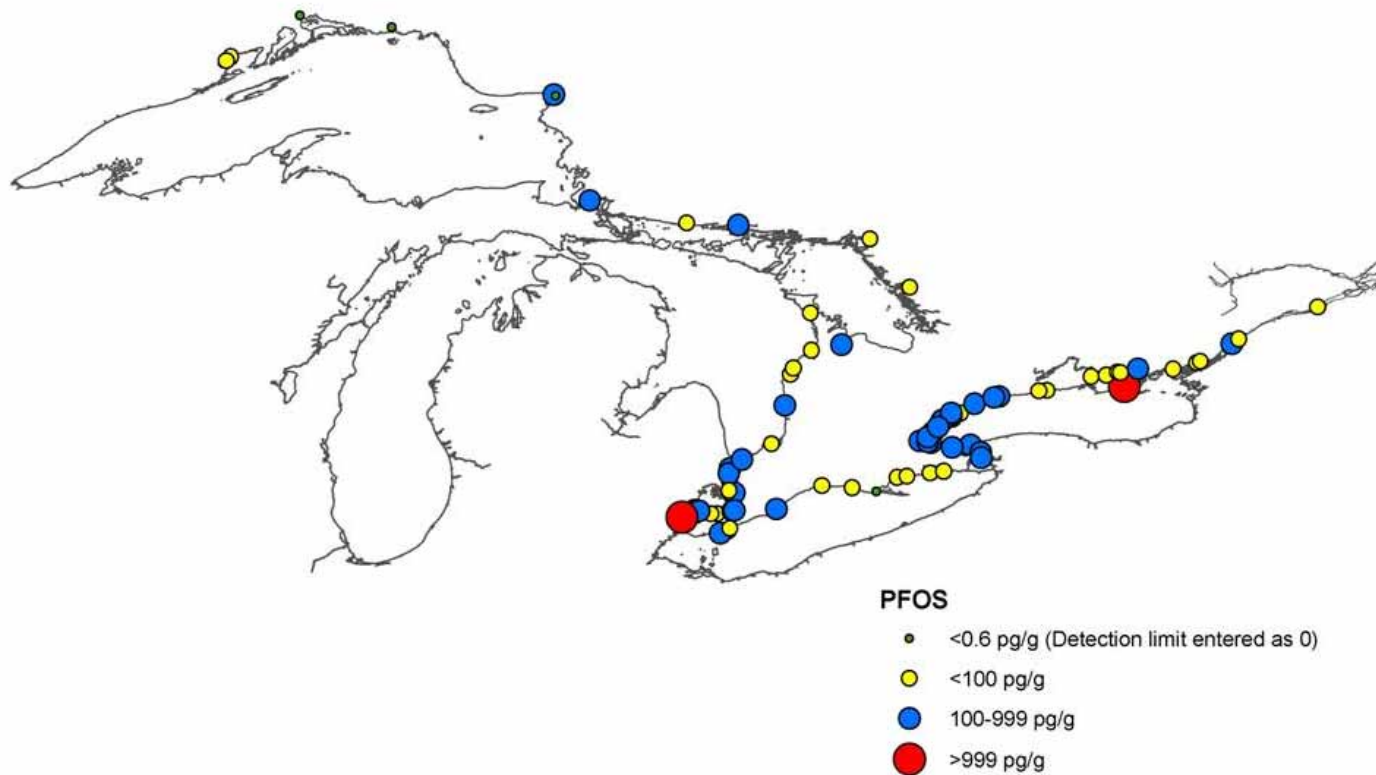 PFOS
<0.6 pg/g (Detection limit entered as 0)
<100 pg/g
100-999 pg/g
>999 pg/g